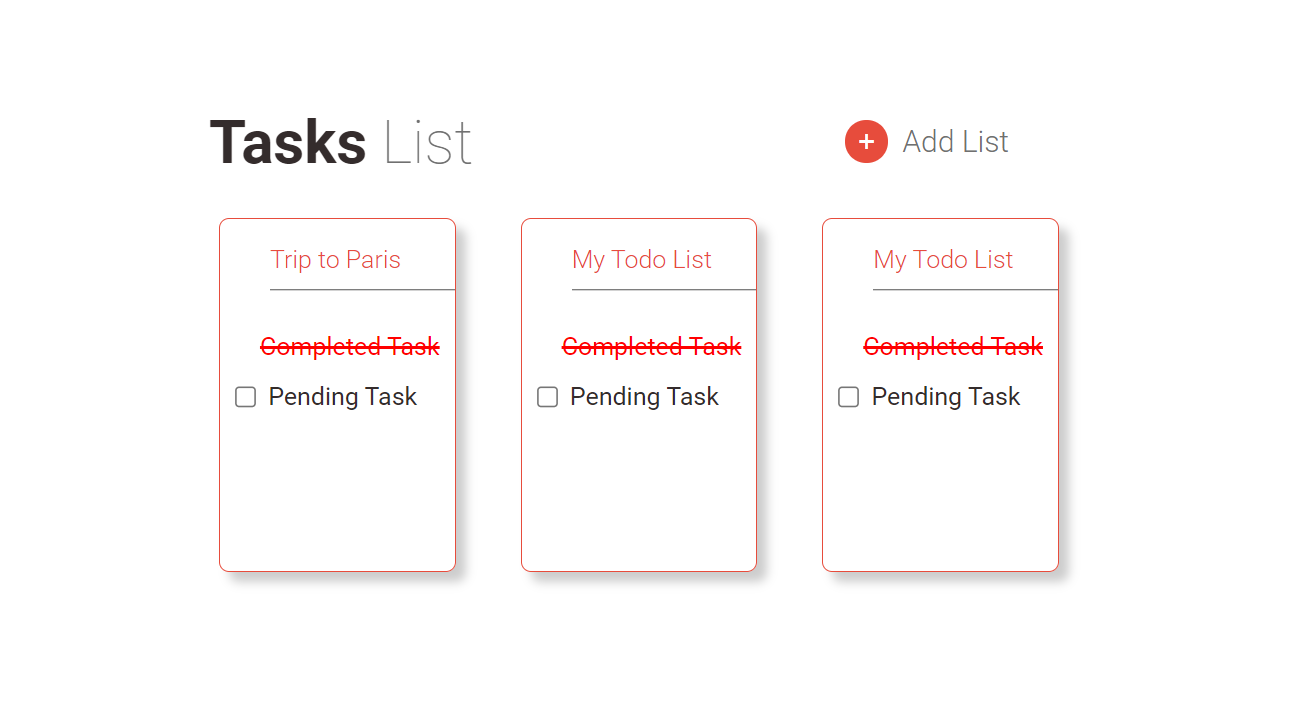 Tasks List
+ Add List
Trip to Paris
Completed Task
Pending Task
My Todo List
Completed Task
Pending Task
My Todo List
Completed Task
Pending Task